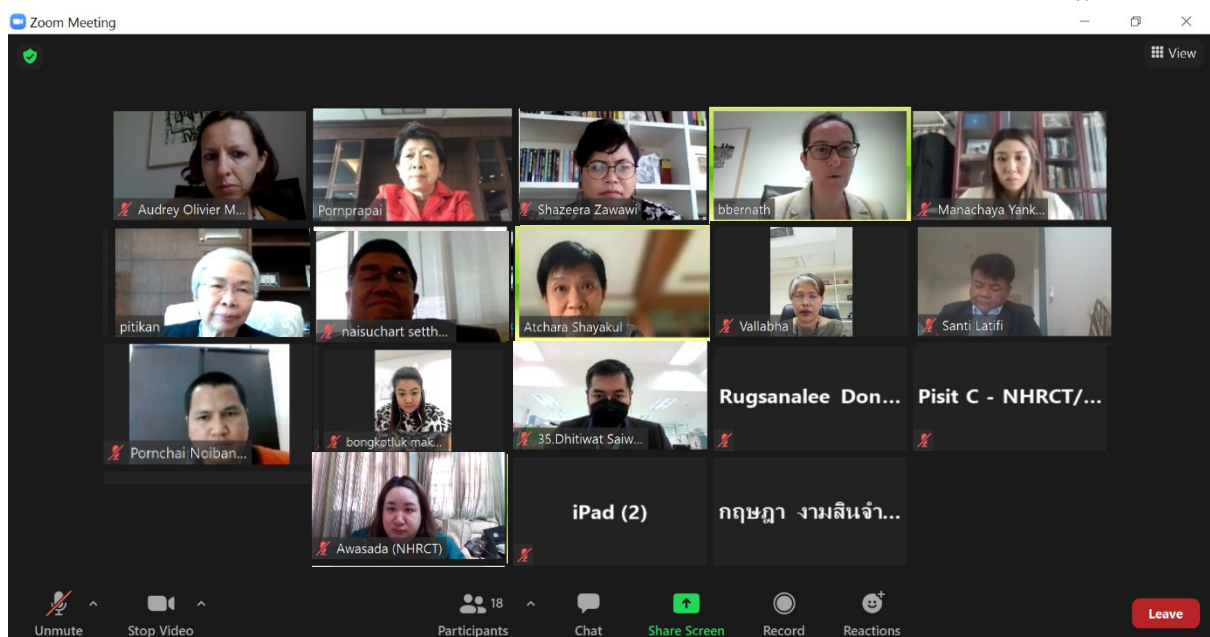 Zoom Meeting
View
Audrey Olivier M...
Pornprapai
Shazeera Zawawi
bbernath
Manachaya Yank...
pitikan
naisuchart setth...
Atchara Shayakul
Vallabha
Santi Latifi
Pornchai Noiban...
bongkotluk mak...
35.Dhitiwat Saiw...
Rugsanalee Don...
Pisit C - NHRCT/...
Awasada (NHRCT)
iPad (2)
กฤษฎา งามสินจำ...
18
Unmute
Stop Video
Participants
Chat
Share Screen
Record
Reactions
Leave